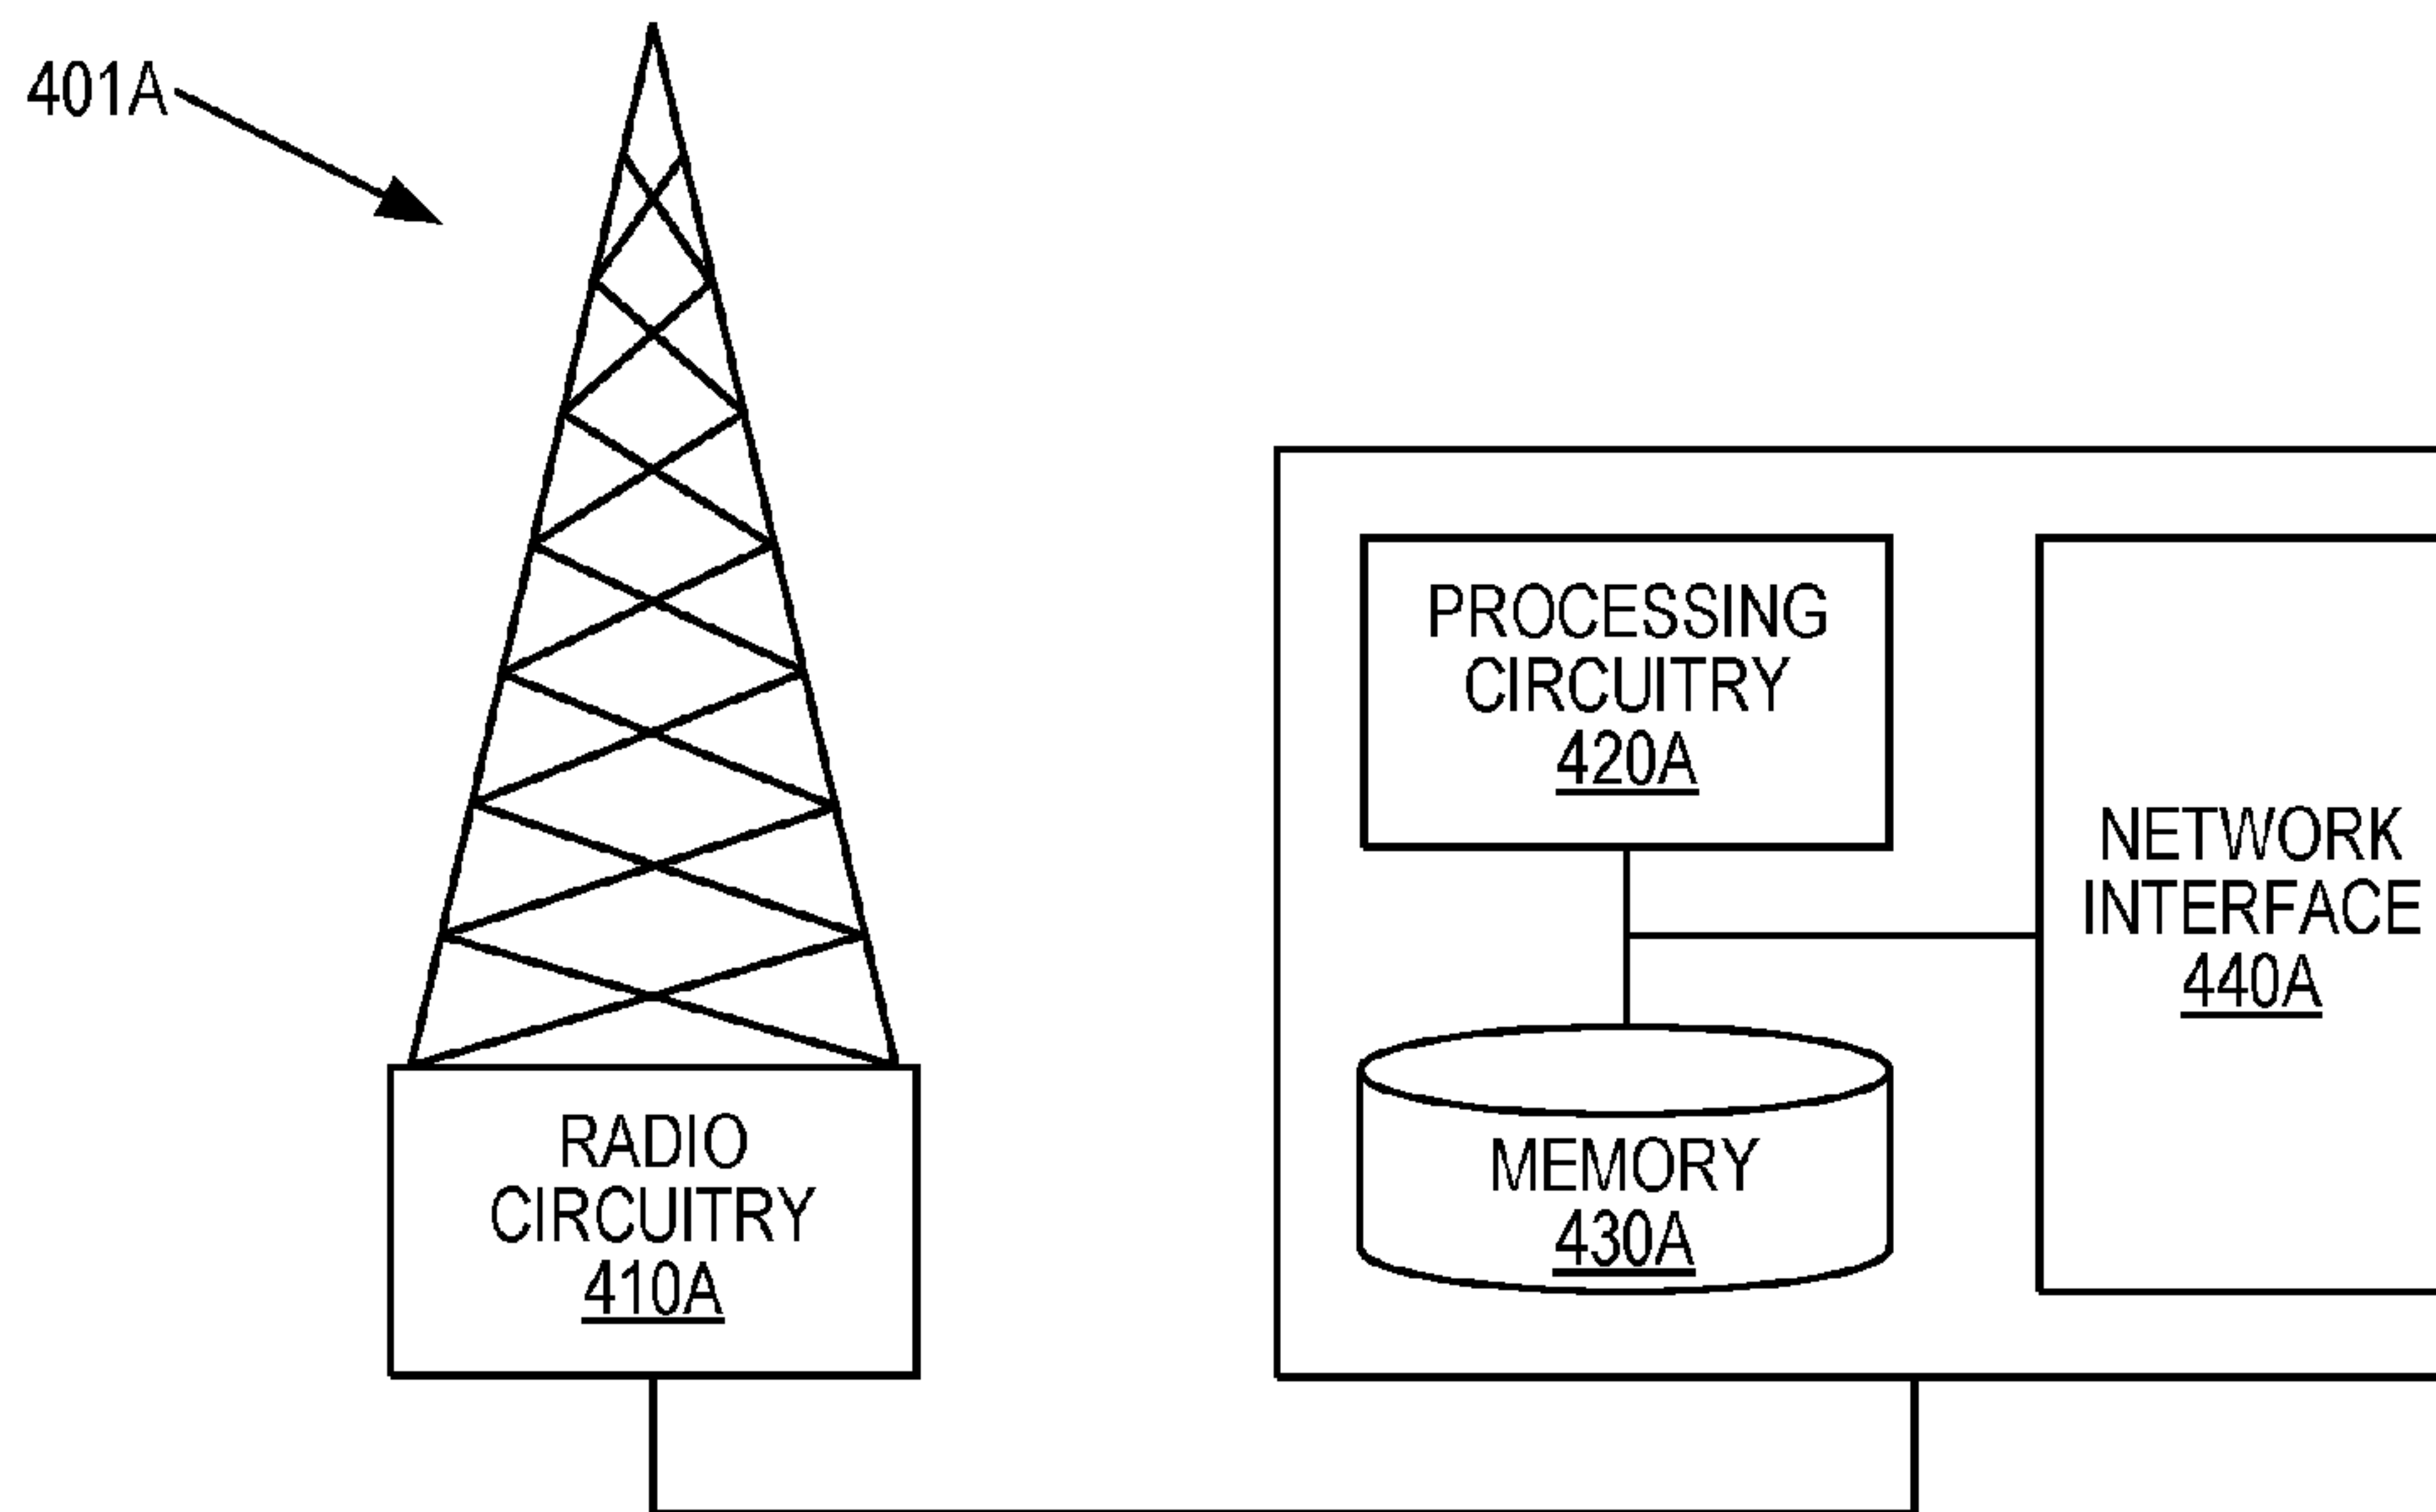 401A
PROCESSING
CIRCUITRY
420A
NETWORK
INTERFACE
440A
MEMORY
430A
RADIO
CIRCUITRY
410A